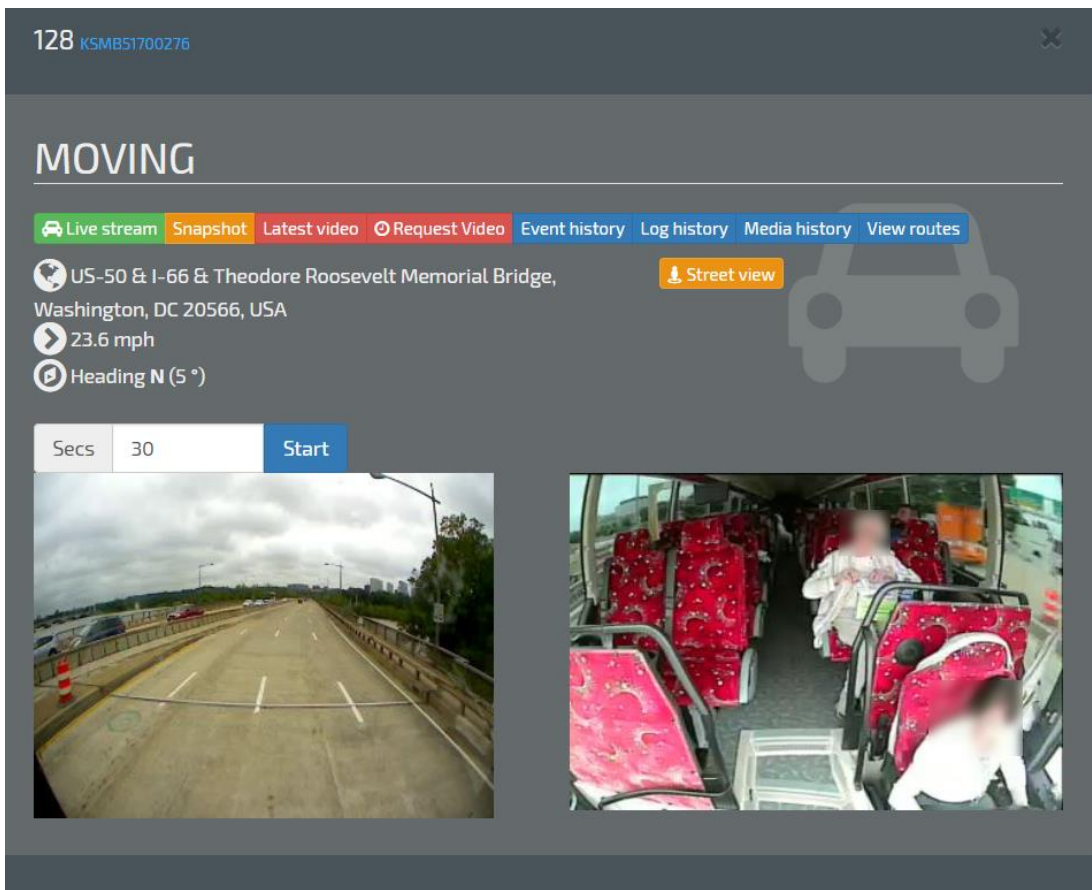 128 KSMB51700276
MOVING
Live stream Snapshot Latest video Request Video Event history Log history Media history View routes
US-50 & I-66 & Theodore Roosevelt Memorial Bridge,
Washington, DC 20566, USA
Street view
23.6 mph
Heading N (5 °)
Secs 30 Start